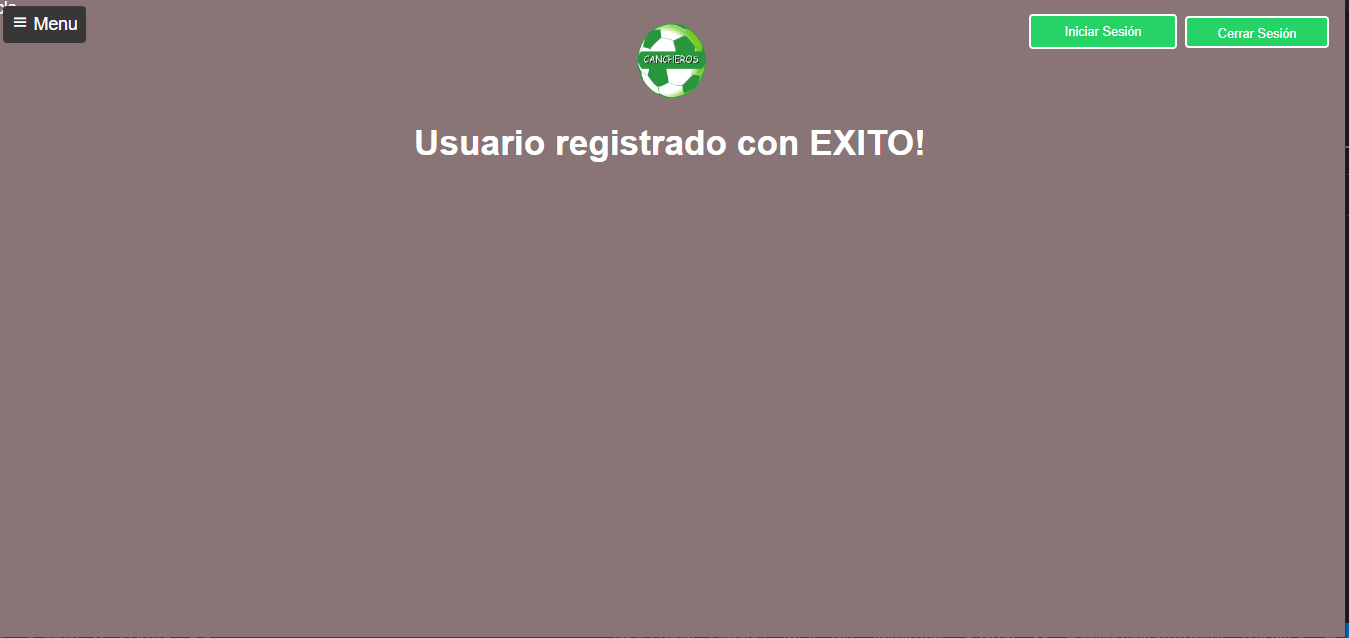 ≡ Menu
Iniciar Sesión
Cerrar Sesión
CANCHEROS
Usuario registrado con EXITO!